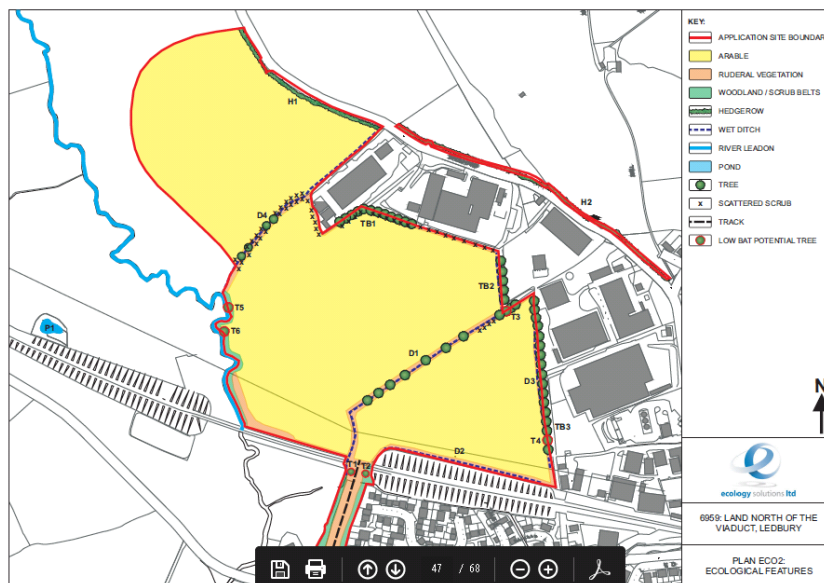 KEY:
APPLICATION SITE BOUNDAR
ARABLE
RUDERAL VEGETATION
WOODLAND / SCRUB BELTS
HEDGEROW
WET DITCH
RIVER LEADON
POND
TREE
SCATTERED SCRUB
TRACK
LOW BAT POTENTIAL TREE
H1
H2
D4
TB1
TB2
T3
T5
T6
P1
D1
D3
TB3
T4
D2
T1
T2
N
ecology solutions ltd
6959: LAND NORTH OF THE
VIADUCT, LEDBURY
PLAN ECO2:
ECOLOGICAL FEATURES
47 / 68